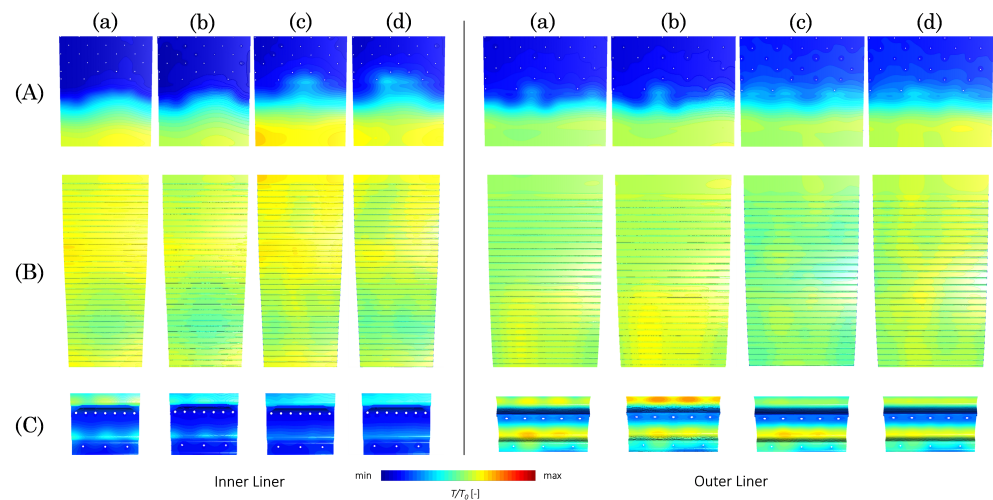 (a) (b) (c) (d) (a) (b) (c) (d)
(A)
(B)
(C)
Inner Liner min max Outer Liner
T/T₀ [-]